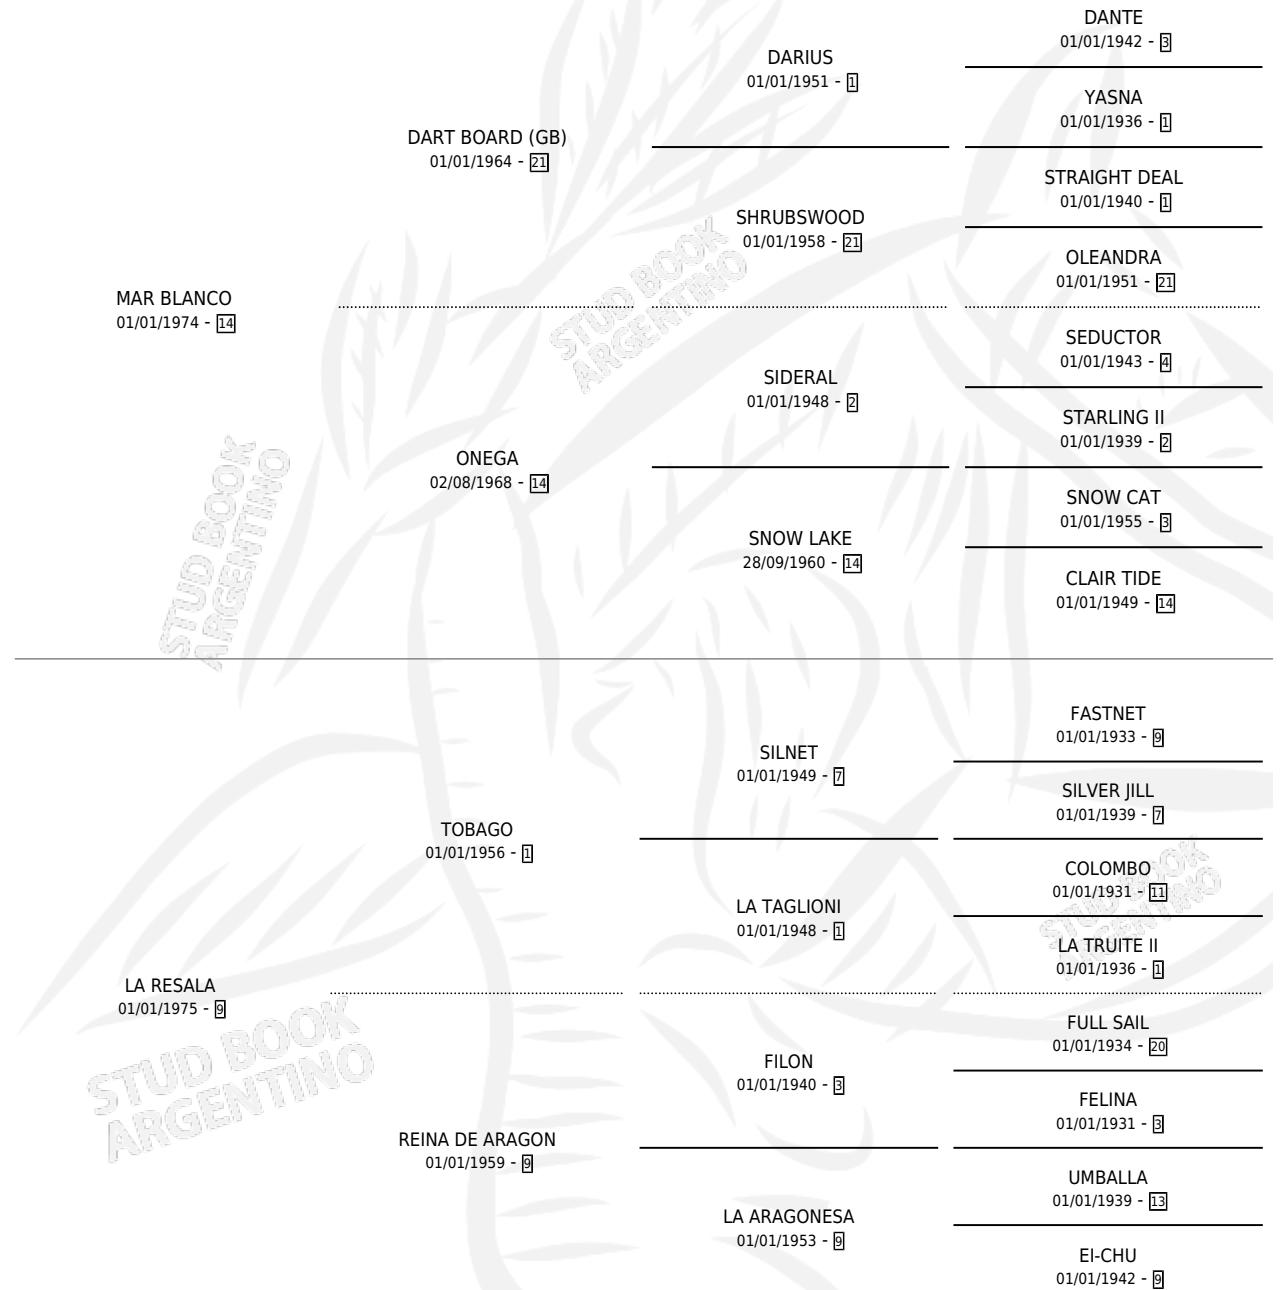 DANTE
01/01/1942 - 3
DARIUS
01/01/1951 - 1
YASNA
01/01/1936 - 1
DART BOARD (GB)
01/01/1964 - 21
STRAIGHT DEAL
01/01/1940 - 1
SHRUBSWOOD
01/01/1958 - 21
OLEANDRA
01/01/1951 - 21
MAR BLANCO
01/01/1974 - 14
SEDUCTOR
01/01/1943 - 4
SIDERAL
01/01/1948 - 2
STARLING II
01/01/1939 - 2
ONEGA
02/08/1968 - 14
SNOW CAT
01/01/1955 - 3
SNOW LAKE
28/09/1960 - 14
CLAIR TIDE
01/01/1949 - 14
STUD BOOK
ARGENTINO
STUD BOOK
ARGENTINO
FASTNET
01/01/1933 - 9
SILNET
01/01/1949 - 7
SILVER JILL
01/01/1939 - 7
TOBAGO
01/01/1956 - 1
COLOMBO
01/01/1931 - 11
LA TAGLIONI
01/01/1948 - 1
LA TRUITE II
01/01/1936 - 1
LA RESALA
01/01/1975 - 9
FULL SAIL
01/01/1934 - 20
FILON
01/01/1940 - 3
FELINA
01/01/1931 - 3
REINA DE ARAGON
01/01/1959 - 9
UMBALLA
01/01/1939 - 13
LA ARAGONESA
01/01/1953 - 9
EI-CHU
01/01/1942 - 9
STUD BOOK
ARGENTINO
STUD BOOK
ARGENTINO